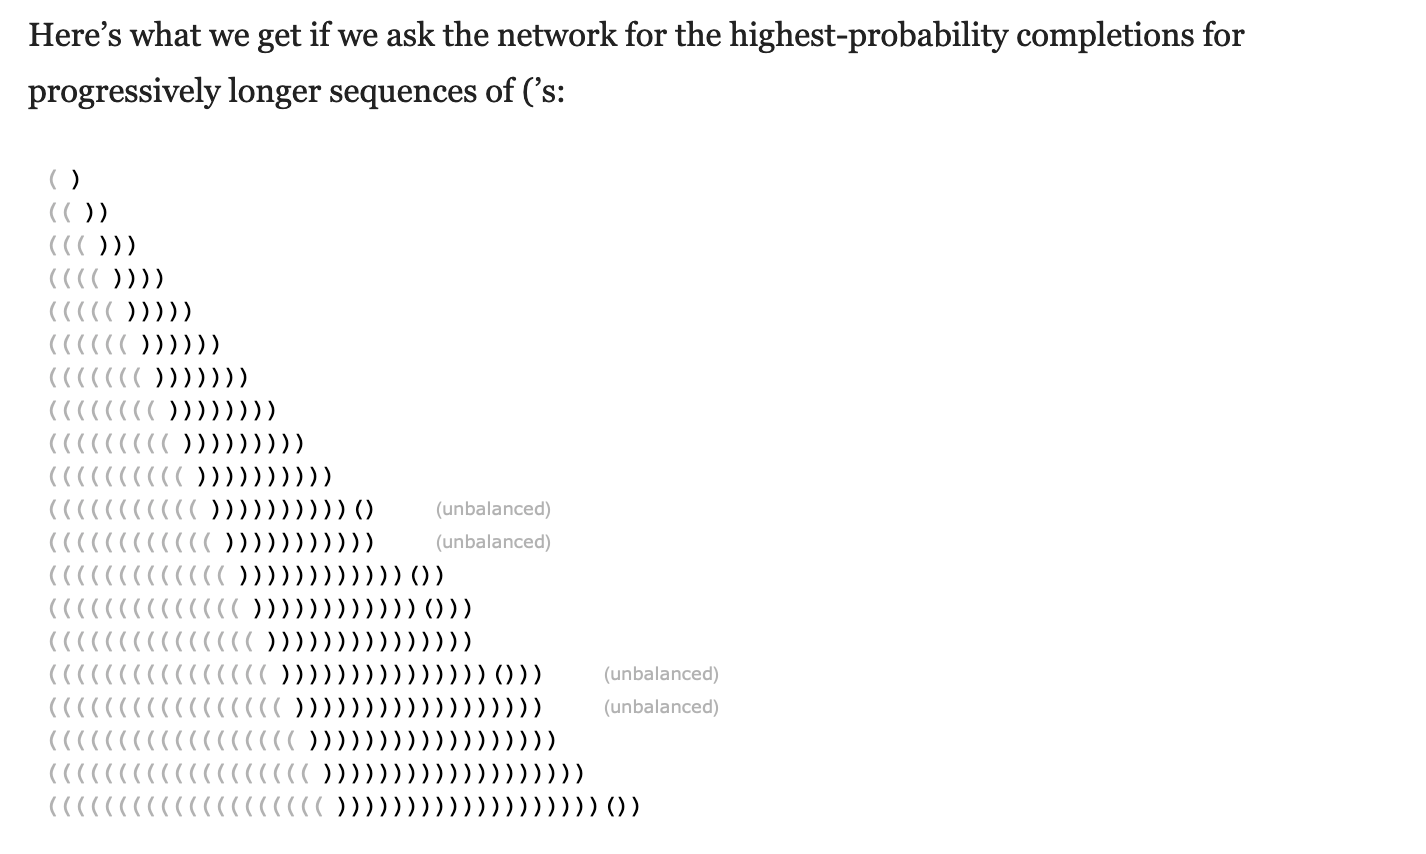 Here’s what we get if we ask the network for the highest-probability completions for
progressively longer sequences of (’s:
( )
(( ))
((( )))
(((( ))))
((((( )))))
(((((( ))))))
((((((( )))))))
(((((((( ))))))))
((((((((( )))))))))
(((((((((( ))))))))))
((((((((((( ))))))))))() (unbalanced)
(((((((((((( ))))))))))) (unbalanced)
((((((((((((( ))))))))))))())
(((((((((((((( ))))))))))))()))
((((((((((((((( )))))))))))))))
(((((((((((((((( )))))))))))))))())) (unbalanced)
((((((((((((((((( )))))))))))))))))) (unbalanced)
(((((((((((((((((( ))))))))))))))))))
((((((((((((((((((( )))))))))))))))))))
(((((((((((((((((((( )))))))))))))))))))())